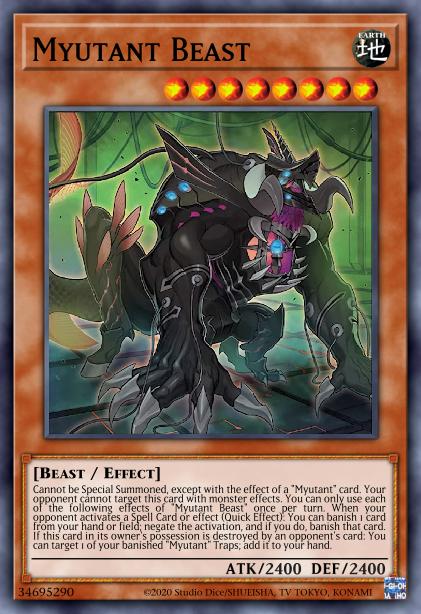 Myutant Beast
EARTH
地
[Beast / Effect]
Cannot be Special Summoned, except with the effect of a "Myutant" card. Your
opponent cannot target this card with monster effects. You can only use each
of the following effects of "Myutant Beast" once per turn. When your
opponent activates a Spell Card or effect (Quick Effect): You can banish 1 card
from your hand or field; negate the activation, and if you do, banish that card.
If this card in its owner's possession is destroyed by an opponent's card: You
can target 1 of your banished "Myutant" Traps; add it to your hand.
ATK/2400 DEF/2400
34695290
©2020 Studio Dice/SHUEISHA, TV TOKYO, KONAMI